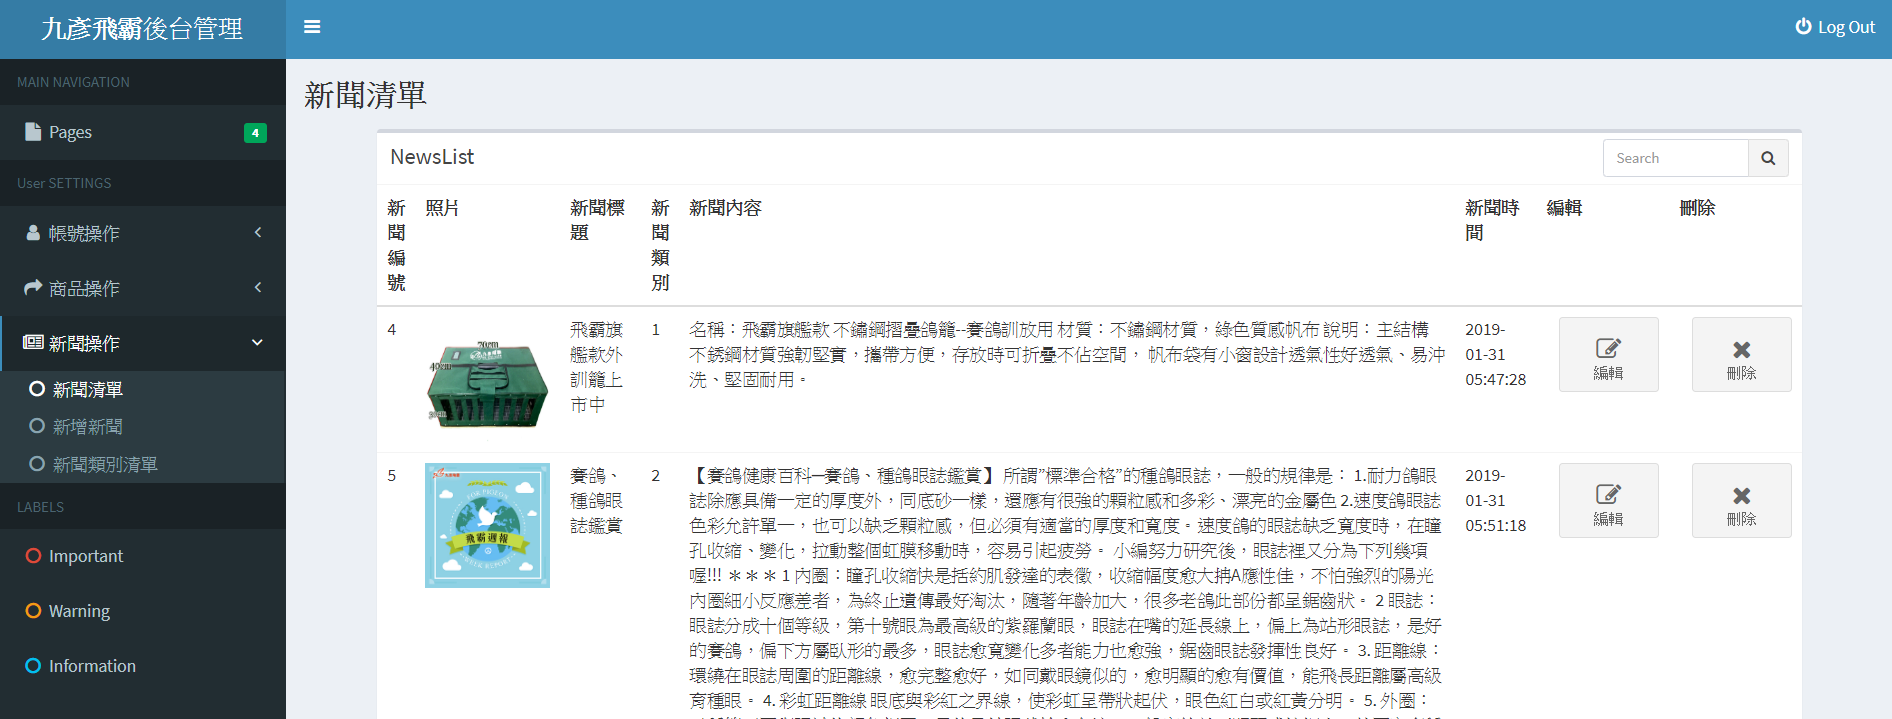 九彥飛霸後台管理
Log Out
MAIN NAVIGATION
Pages
4
User SETTINGS
帳號操作
商品操作
新聞操作
新聞清單
新增新聞
新聞類別清單
LABELS
Important
Warning
Information
新聞清單
NewsList
Search
新聞編號
照片
新聞標題
新聞類別
新聞內容
新聞時間
編輯
刪除
4
70cm
40cm
飛霸旗
艦款外
訓籠上
市中
1
名稱：飛霸旗艦款 不鏽鋼摺疊鴿籠--賽鴿訓放用 材質：不鏽鋼材質，綠色質感帆布 說明：主結構
不銹鋼材質強韌堅實，攜帶方便，存放時可折疊不佔空間， 帆布袋有小窗設計透氣性好透氣、易沖
洗、堅固耐用。
2019-
01-31
05:47:28
編輯
刪除
5
飛霸週報
賽鴿、
種鴿眼
誌鑑賞
2
【賽鴿健康百科─賽鴿、種鴿眼誌鑑賞】 所謂”標準合格”的種鴿眼誌，一般的規律是： 1.耐力鴿眼
誌除應具備一定的厚度外，同底砂一樣，還應有很強的顆粒感和多彩、漂亮的金屬色 2.速度鴿眼誌
色彩允許單一，也可以缺乏顆粒感，但必須有適當的厚度和寬度。速度鴿的眼誌缺乏寬度時，在瞳
孔收縮、變化，拉動整個虹膜移動時，容易引起疲勞。 小編努力研究後，眼誌裡又分為下列幾項
喔!!! ＊＊＊ 1 內圈：瞳孔收縮快是括約肌發達的表徵，收縮幅度愈大抩A應性佳，不怕強烈的陽光
內圈細小反應差者，為終止遺傳最好淘汰，隨著年齡加大，很多老鴿此部份都呈鋸齒狀。 2 眼誌：
眼誌分成十個等級，第十號眼為最高級的紫羅蘭眼，眼誌在嘴的延長線上，偏上為站形眼誌，是好
的賽鴿，偏下方屬臥形的最多，眼誌愈寬變化多者能力也愈強，鋸齒眼誌發揮性良好。 3. 距離線：
環繞在眼誌周圍的距離線，愈完整愈好，如同戴眼鏡似的，愈明顯的愈有價值，能飛長距離屬高級
育種眼。 4. 彩虹距離線 眼底與彩紅之界線，使彩虹呈帶狀起伏，眼色紅白或紅黃分明。 5. 外圈：
2019-
01-31
05:51:18
編輯
刪除